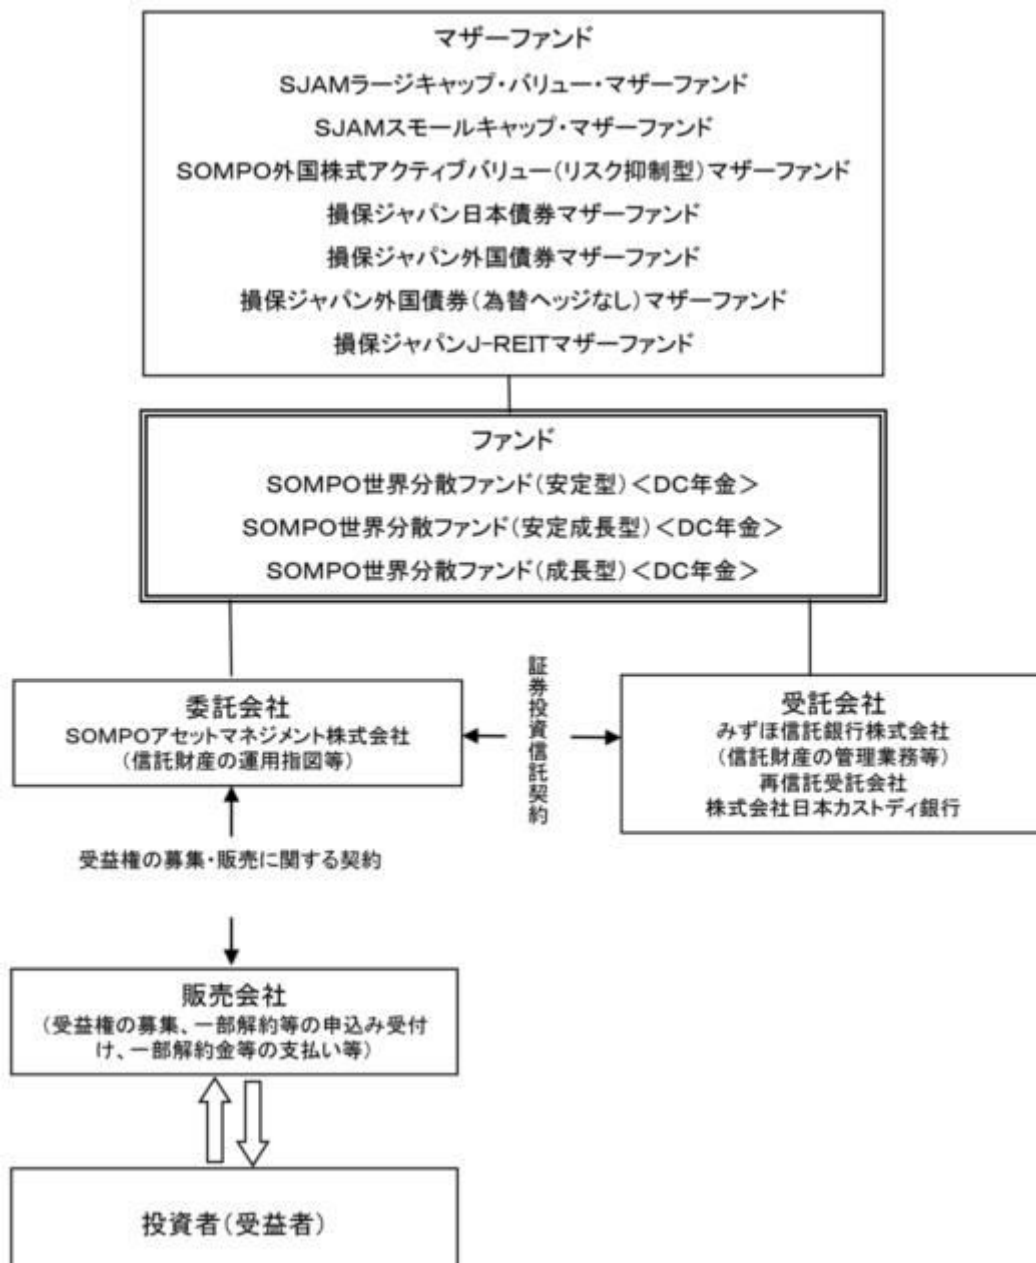 マザーファンド
SJAMラージキャップ・バリュー・マザーファンド
SJAMスモールキャップ・マザーファンド
SOMPO外国株式アクティブバリュー(リスク抑制型)マザーファンド
損保ジャパン日本債券マザーファンド
損保ジャパン外国債券マザーファンド
損保ジャパン外国債券(為替ヘッジなし)マザーファンド
損保ジャパンJ-REITマザーファンド
ファンド
SOMPO世界分散ファンド(安定型)<DC年金>
SOMPO世界分散ファンド(安定成長型)<DC年金>
SOMPO世界分散ファンド(成長型)<DC年金>
委託会社
SOMPOアセットマネジメント株式会社
(信託財産の運用指図等)
証券投資信託契約
受託会社
みずほ信託銀行株式会社
(信託財産の管理業務等)
再信託受託会社
株式会社日本カストディ銀行
受益権の募集・販売に関する契約
販売会社
(受益権の募集、一部解約等の申込み受付
け、一部解約金等の支払い等)
投資者(受益者)